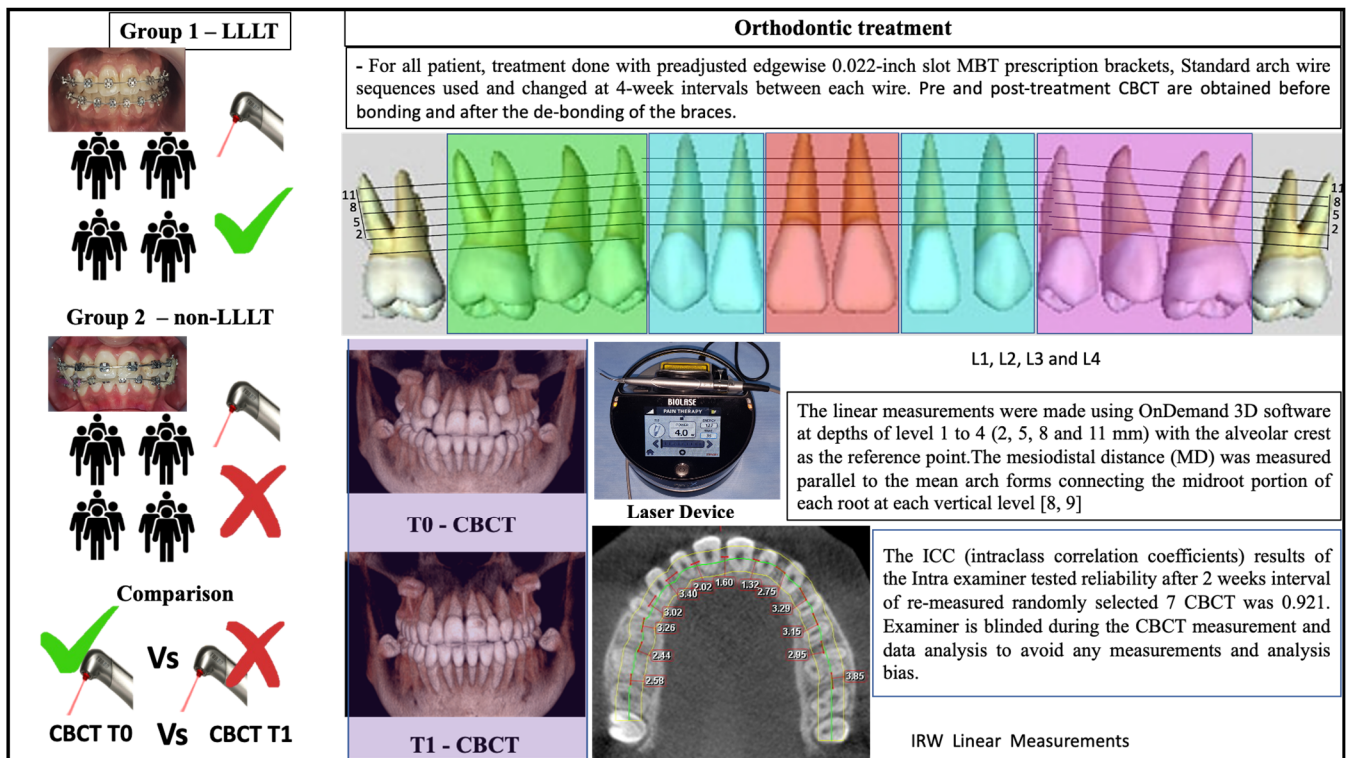 Group 1 – LLLT
Group 2 – non-LLLT
Comparison
Vs
CBCT T0 Vs CBCT T1
Orthodontic treatment
- For all patient, treatment done with preadjusted edgewise 0.022-inch slot MBT prescription brackets, Standard arch wire
sequences used and changed at 4-week intervals between each wire. Pre and post-treatment CBCT are obtained before
bonding and after the de-bonding of the braces.
11
8
5
2
11
8
5
2
L1, L2, L3 and L4
T0 - CBCT
T1 - CBCT
BIOLASE
PAIN THERAPY
4.0
Laser Device
The linear measurements were made using OnDemand 3D software
at depths of level 1 to 4 (2, 5, 8 and 11 mm) with the alveolar crest
as the reference point.The mesiodistal distance (MD) was measured
parallel to the mean arch forms connecting the midroot portion of
each root at each vertical level [8, 9]
2.58
2.44
3.26
3.02
3.40
2.02
1.60
1.32
2.75
3.29
3.15
2.95
3.85
The ICC (intraclass correlation coefficients) results of
the Intra examiner tested reliability after 2 weeks interval
of re-measured randomly selected 7 CBCT was 0.921.
Examiner is blinded during the CBCT measurement and
data analysis to avoid any measurements and analysis
bias.
IRW Linear Measurements